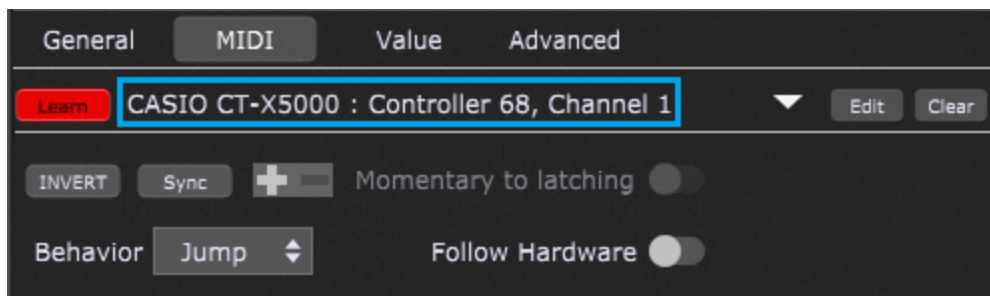 General MIDI Value Advanced
Learn CASIO CT-X5000 : Controller 68, Channel 1 Edit Clear
INVERT Sync Momentary to latching
Behavior Jump Follow Hardware